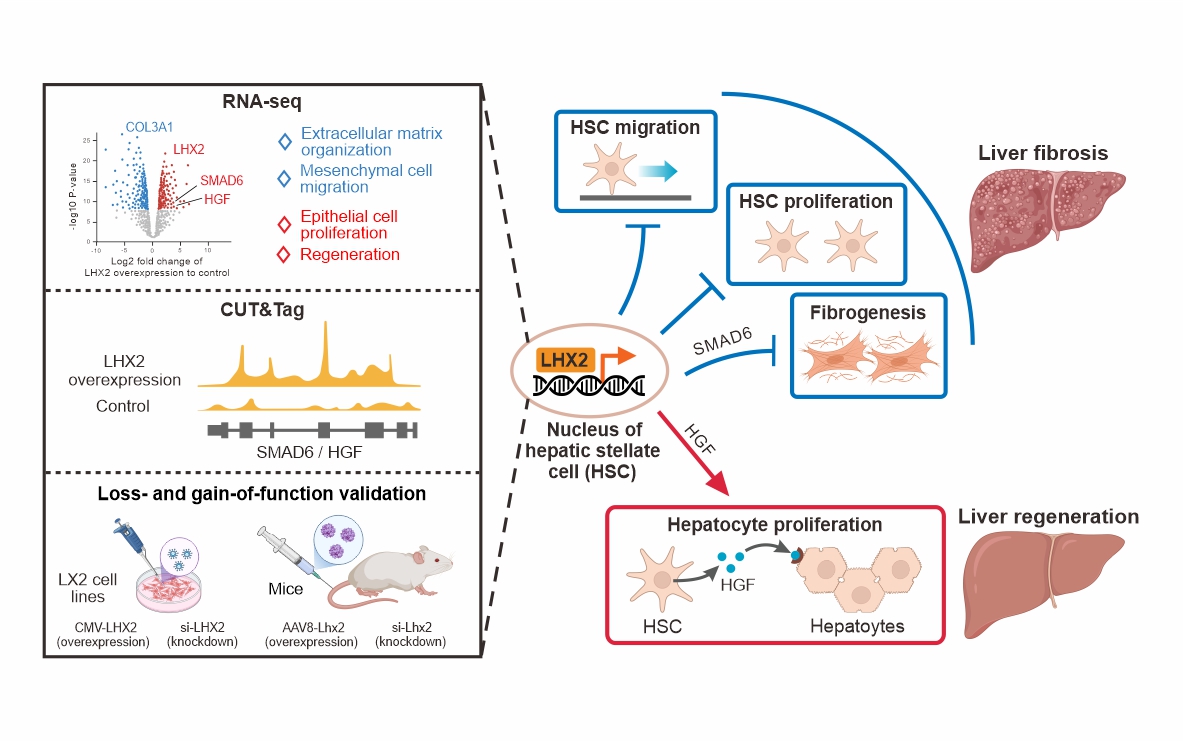 RNA-seq
COL3A1
LHX2
SMAD6
HGF
25
20
15
10
5
0
-10
-5
0
5
10
-log10 P-value
Log2 fold change of
LHX2 overexpression to control
Extracellular matrix
organization
Mesenchymal cell
migration
Epithelial cell
proliferation
Regeneration
CUT&Tag
LHX2
overexpression
Control
SMAD6 / HGF
Loss- and gain-of-function validation
LX2 cell
lines
Mice
CMV-LHX2
(overexpression)
si-LHX2
(knockdown)
AAV8-Lhx2
(overexpression)
si-Lhx2
(knockdown)
LHX2
Nucleus of
hepatic stellate
cell (HSC)
HSC migration
HSC proliferation
SMAD6
Fibrogenesis
Liver fibrosis
HGF
Hepatocyte proliferation
HSC
HGF
Hepatoytes
Liver regeneration